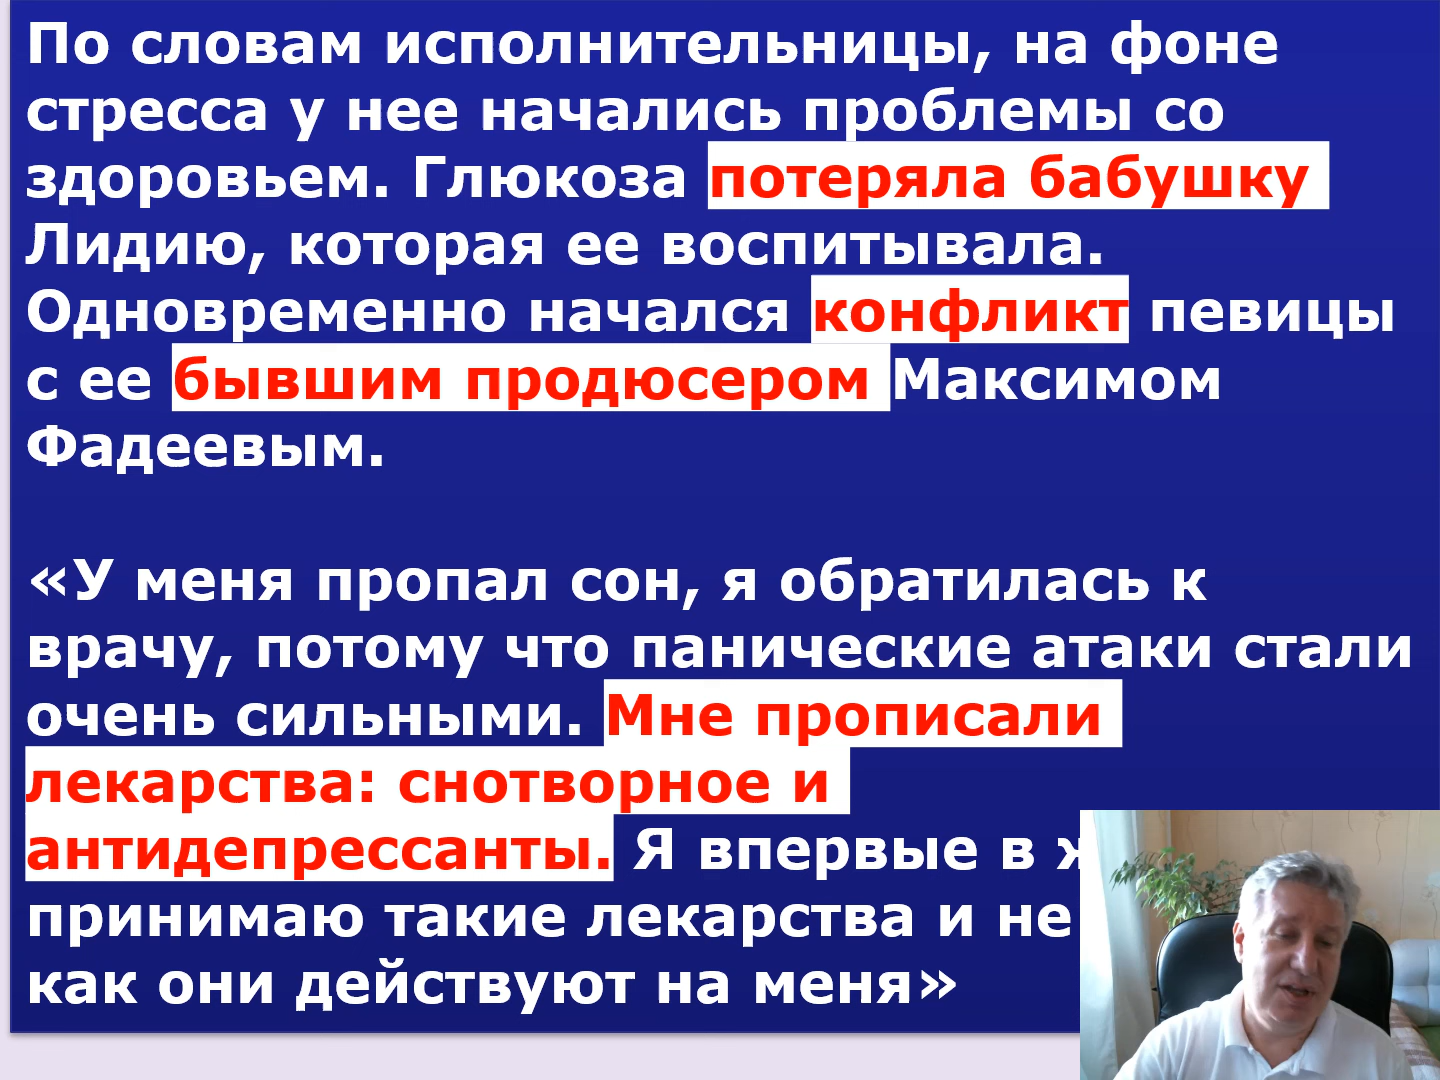 По словам исполнительницы, на фоне
стресса у нее начались проблемы со
здоровьем. Глюкоза потеряла бабушку
Лидию, которая ее воспитывала.
Одновременно начался конфликт певицы
с ее бывшим продюсером Максимом
Фадеевым.
«У меня пропал сон, я обратилась к
врачу, потому что панические атаки стали
очень сильными. Мне прописали
лекарства: снотворное и
антидепрессанты. Я впервые в
принимаю такие лекарства и не
как они действуют на меня»